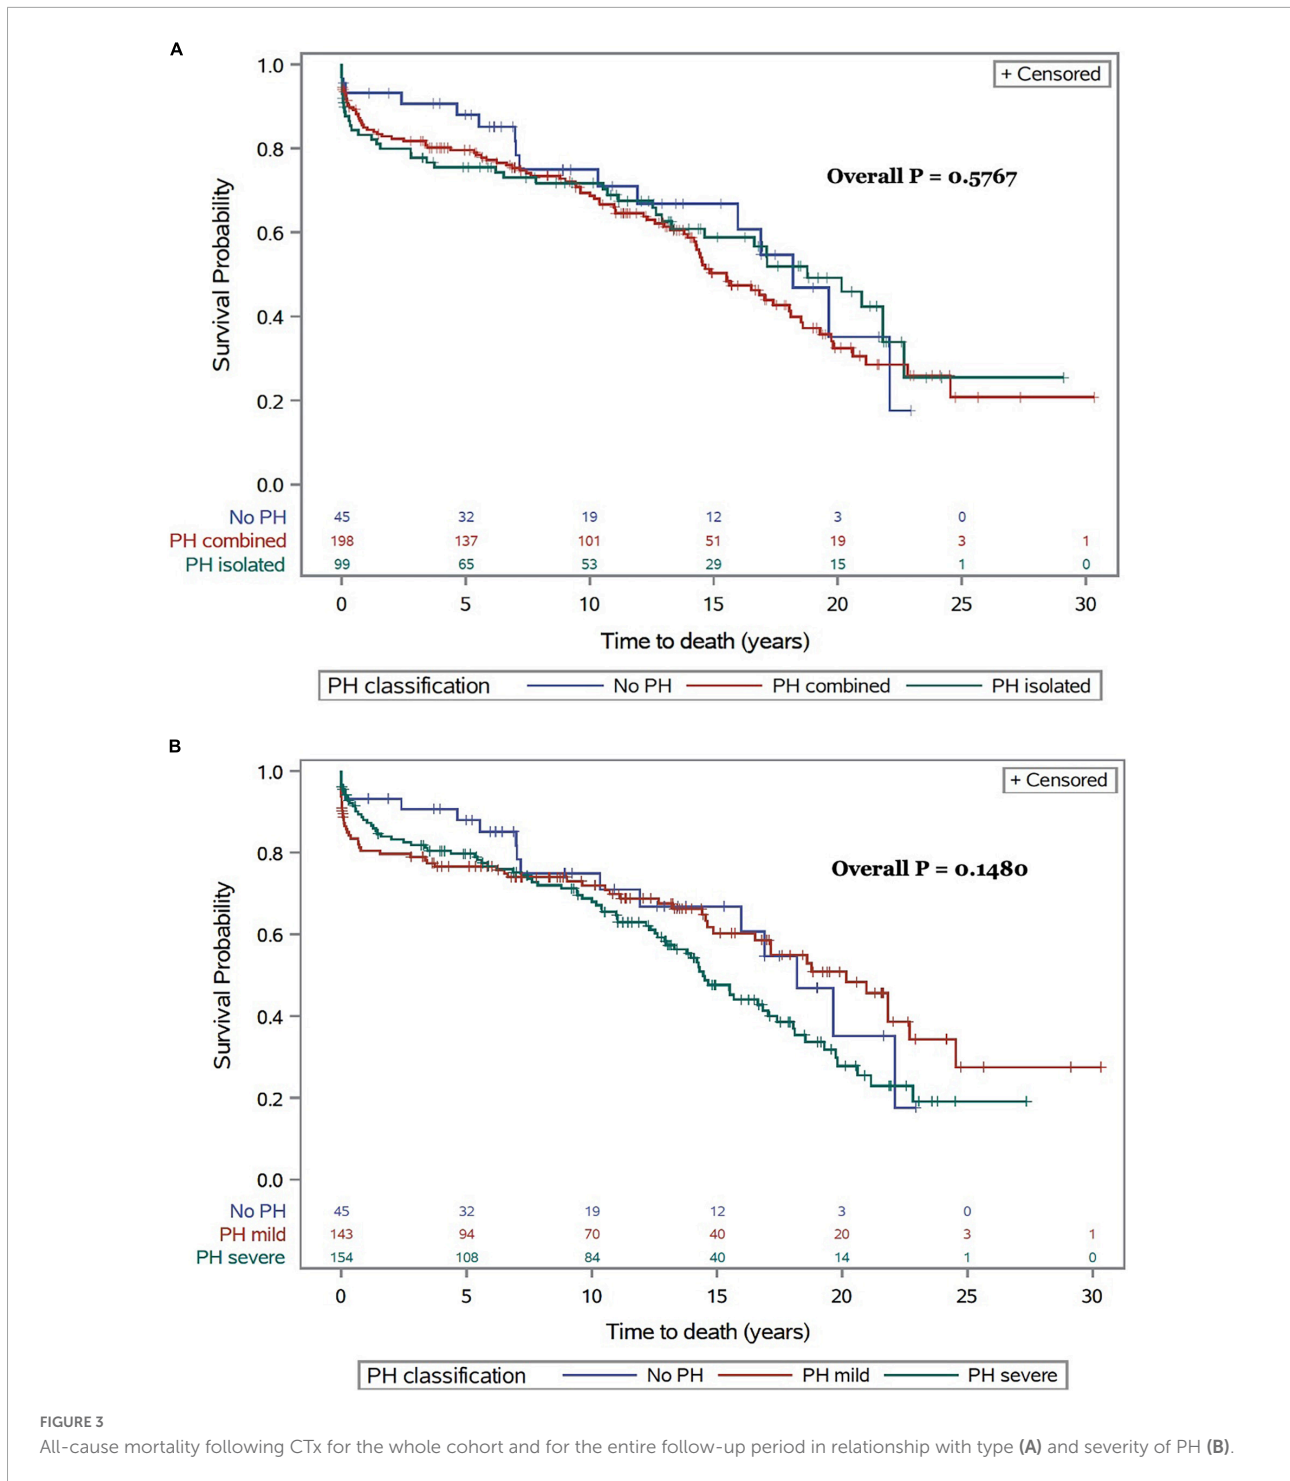 A
+ Censored
Overall P = 0.5767
Survival Probability
1.0
0.8
0.6
0.4
0.2
0.0
No PH 45 32 19 12 3 0
PH combined 198 137 101 51 19 3 1
PH isolated 99 65 53 29 15 1 0
0 5 10 15 20 25 30
Time to death (years)
PH classification No PH PH combined PH isolated
B
+ Censored
Overall P = 0.1480
Survival Probability
1.0
0.8
0.6
0.4
0.2
0.0
No PH 45 32 19 12 3 0
PH mild 143 94 70 40 20 3 1
PH severe 154 108 84 40 14 1 0
0 5 10 15 20 25 30
Time to death (years)
PH classification No PH PH mild PH severe
FIGURE 3
All-cause mortality following CTx for the whole cohort and for the entire follow-up period in relationship with type (A) and severity of PH (B).